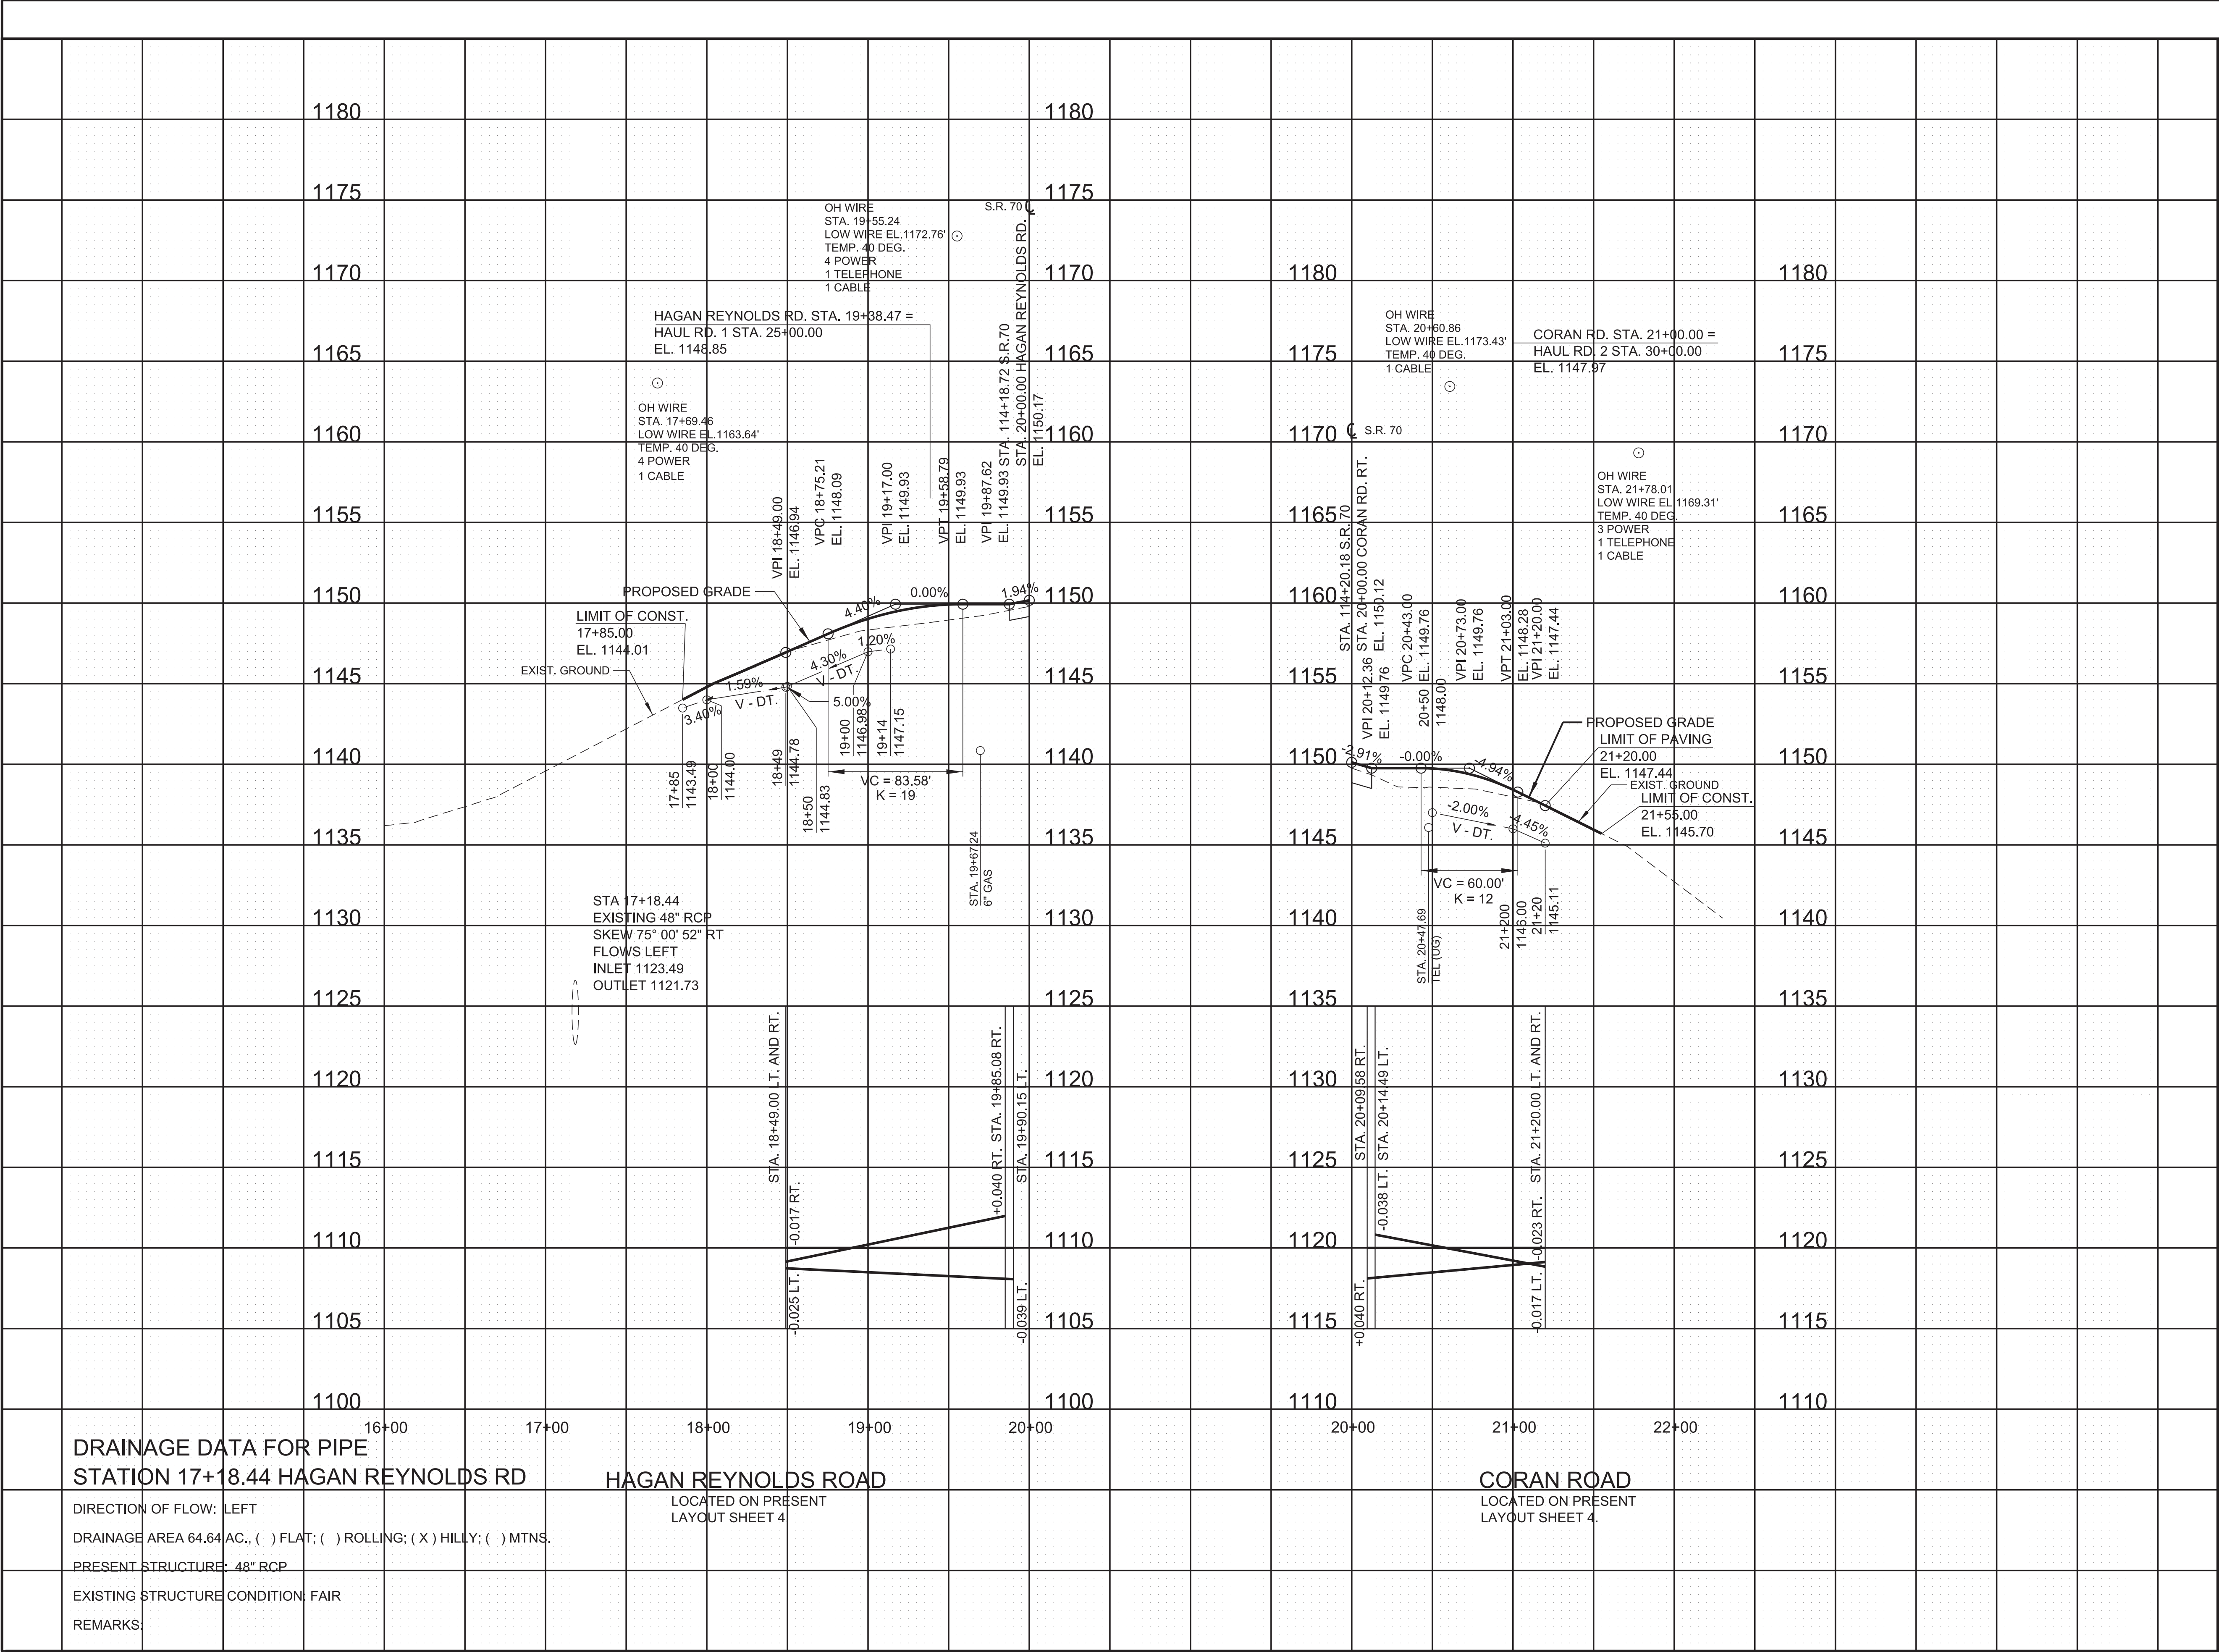 1180
1175
1170
1165
1160
1155
1150
1145
1140
1135
1130
1125
1120
1115
1110
1105
1100
16+00
17+00
18+00
19+00
20+00
1180
1175
1170
1165
1160
1155
1150
1145
1140
1135
1130
1125
1120
1115
1110
1105
1100
OH WIRE
STA. 19+55.24
LOW WIRE EL.1172.76'
TEMP. 40 DEG.
4 POWER
1 TELEPHONE
1 CABLE
S.R. 70 ℄
HAGAN REYNOLDS RD. STA. 19+38.47 =
HAUL RD. 1 STA. 25+00.00
EL. 1148.85
OH WIRE
STA. 17+69.46
LOW WIRE EL.1163.64'
TEMP. 40 DEG.
4 POWER
1 CABLE
VPI 18+49.00
EL. 1146.94
VPC 18+75.21
EL. 1148.09
VPI 19+17.00
EL. 1149.93
VPT 19+58.79
EL. 1149.93
VPI 19+87.62
EL. 1149.93
STA. 114+18.72 S.R.70
STA. 20+00.00 HAGAN REYNOLDS RD.
EL. 1150.17
PROPOSED GRADE
LIMIT OF CONST.
17+85.00
EL. 1144.01
EXIST. GROUND
4.40%
0.00%
1.94%
1.20%
4.30%
V - DT.
1.59%
V - DT.
3.40%
5.00%
17+85
1143.49
18+00
1144.00
18+49
1144.78
18+50
1144.83
19+00
1146.98
19+14
1147.15
VC = 83.58'
K = 19
STA. 19+67.24
6" GAS
STA 17+18.44
EXISTING 48" RCP
SKEW 75° 00' 52" RT
FLOWS LEFT
INLET 1123.49
OUTLET 1121.73
STA. 18+49.00 LT. AND RT.
-0.017 RT.
-0.025 LT.
+0.040 RT. STA. 19+85.08 RT.
STA. 19+90.15 LT.
-0.039 LT.
1180
1175
1170
1165
1160
1155
1150
1145
1140
1135
1130
1125
1120
1115
1110
20+00
21+00
22+00
1180
1175
1170
1165
1160
1155
1150
1145
1140
1135
1130
1125
1120
1115
1110
OH WIRE
STA. 20+60.86
LOW WIRE EL.1173.43'
TEMP. 40 DEG.
1 CABLE
CORAN RD. STA. 21+00.00 =
HAUL RD. 2 STA. 30+00.00
EL. 1147.97
℄ S.R. 70
OH WIRE
STA. 21+78.01
LOW WIRE EL.1169.31'
TEMP. 40 DEG.
3 POWER
1 TELEPHONE
1 CABLE
STA. 114+20.18 S.R. 70
STA. 20+00.00 CORAN RD. RT.
EL. 1150.12
VPI 20+12.36
EL. 1149.76
VPC 20+43.00
EL. 1149.76
20+50
1148.00
VPI 20+73.00
EL. 1149.76
VPT 21+03.00
EL. 1148.28
VPI 21+20.00
EL. 1147.44
PROPOSED GRADE
LIMIT OF PAVING
21+20.00
EL. 1147.44
EXIST. GROUND
LIMIT OF CONST.
21+55.00
EL. 1145.70
-2.91%
-0.00%
-4.94%
-2.00%
V - DT.
-4.45%
VC = 60.00'
K = 12
STA. 20+47.69
TEL (UG)
21+200
1146.00
21+20
1145.11
STA. 20+09.58 RT.
+0.040 RT.
-0.038 LT. STA. 20+14.49 LT.
STA. 21+20.00 LT. AND RT.
-0.023 RT.
-0.017 LT.
DRAINAGE DATA FOR PIPE
STATION 17+18.44 HAGAN REYNOLDS RD
DIRECTION OF FLOW: LEFT
DRAINAGE AREA 64.64 AC., ( ) FLAT; ( ) ROLLING; ( X ) HILLY; ( ) MTNS.
PRESENT STRUCTURE: 48" RCP
EXISTING STRUCTURE CONDITION: FAIR
REMARKS:
HAGAN REYNOLDS ROAD
LOCATED ON PRESENT
LAYOUT SHEET 4
CORAN ROAD
LOCATED ON PRESENT
LAYOUT SHEET 4.